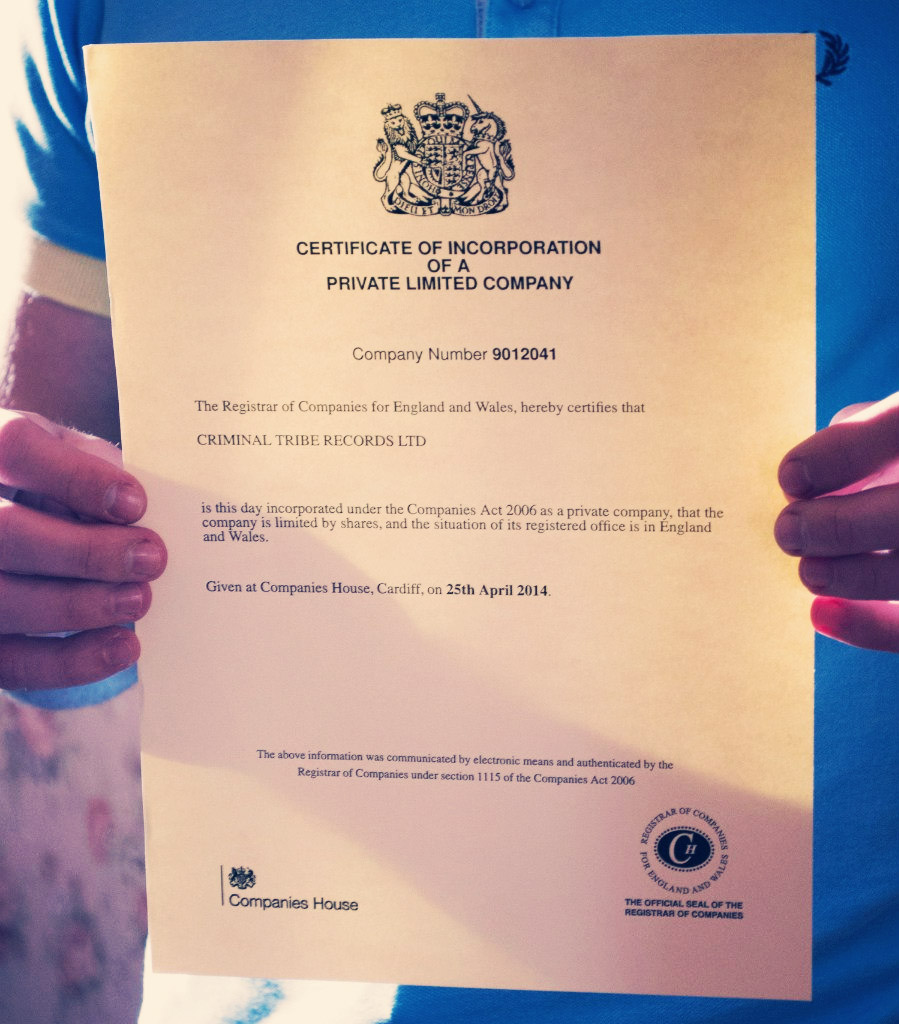 DIEU ET MON DROIT
CERTIFICATE OF INCORPORATION
OF A
PRIVATE LIMITED COMPANY
Company Number 9012041
The Registrar of Companies for England and Wales, hereby certifies that
CRIMINAL TRIBE RECORDS LTD
is this day incorporated under the Companies Act 2006 as a private company, that the
company is limited by shares, and the situation of its registered office is in England
and Wales.
Given at Companies House, Cardiff, on 25th April 2014.
The above information was communicated by electronic means and authenticated by the
Registrar of Companies under section 1115 of the Companies Act 2006
Companies House
REGISTRAR OF COMPANIES
FOR ENGLAND AND WALES
CH
THE OFFICIAL SEAL OF THE
REGISTRAR OF COMPANIES